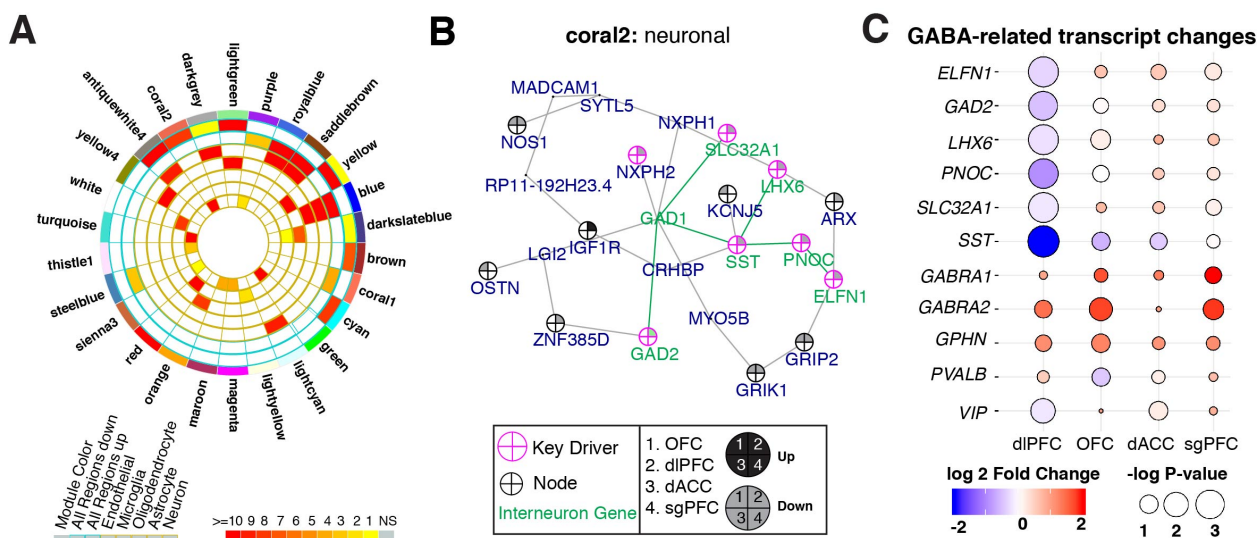 A
lightgreen
purple
royalblue
saddlebrown
yellow
blue
darkslateblue
brown
coral1
cyan
green
lightcyan
lightyellow
magenta
maroon
orange
red
sienna3
steelblue
thistle1
turquoise
white
yellow4
antiquewhite4
coral2
darkgrey
Module Color
All Regions down
All Regions up
Endothelial
Microglia
Oligodendrocyte
Astrocyte
Neuron
>=10 9 8 7 6 5 4 3 2 1 NS
B
coral2: neuronal
MADCAM1
SYTL5
NOS1
NXPH1
SLC32A1
NXPH2
LHX6
RP11-192H23.4
KCNJ5
ARX
GAD1
IGF1R
LGI2
SST
PNOC
CRHBP
OSTN
ELFN1
MYO5B
ZNF385D
GAD2
GRIP2
GRIK1
Key Driver
Node
Interneuron Gene
1. OFC
2. dlPFC
3. dACC
4. sgPFC
1 2
3 4
Up
1 2
3 4
Down
C
GABA-related transcript changes
ELFN1
GAD2
LHX6
PNOC
SLC32A1
SST
GABRA1
GABRA2
GPHN
PVALB
VIP
dlPFC OFC dACC sgPFC
log 2 Fold Change
-2 0 2
-log P-value
1 2 3